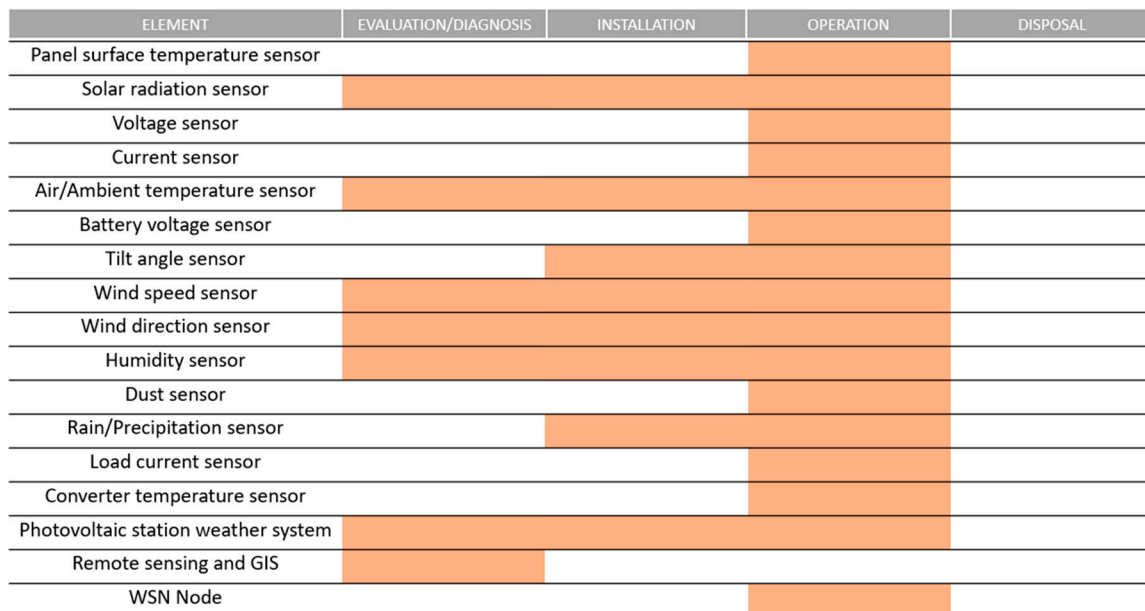 ELEMENT EVALUATION/DIAGNOSIS INSTALLATION OPERATION DISPOSAL
Panel surface temperature sensor
Solar radiation sensor
Voltage sensor
Current sensor
Air/Ambient temperature sensor
Battery voltage sensor
Tilt angle sensor
Wind speed sensor
Wind direction sensor
Humidity sensor
Dust sensor
Rain/Precipitation sensor
Load current sensor
Converter temperature sensor
Photovoltaic station weather system
Remote sensing and GIS
WSN Node